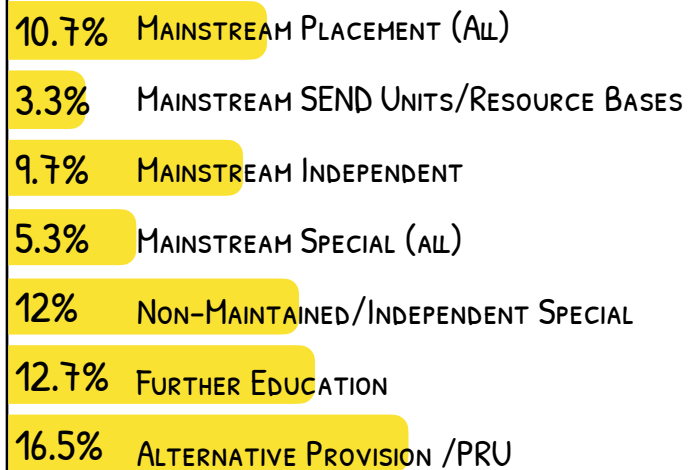 10.7% Mainstream Placement (All)
3.3% Mainstream SEND Units/Resource Bases
9.7% Mainstream Independent
5.3% Mainstream Special (all)
12% Non-Maintained/Independent Special
12.7% Further Education
16.5% Alternative Provision /PRU